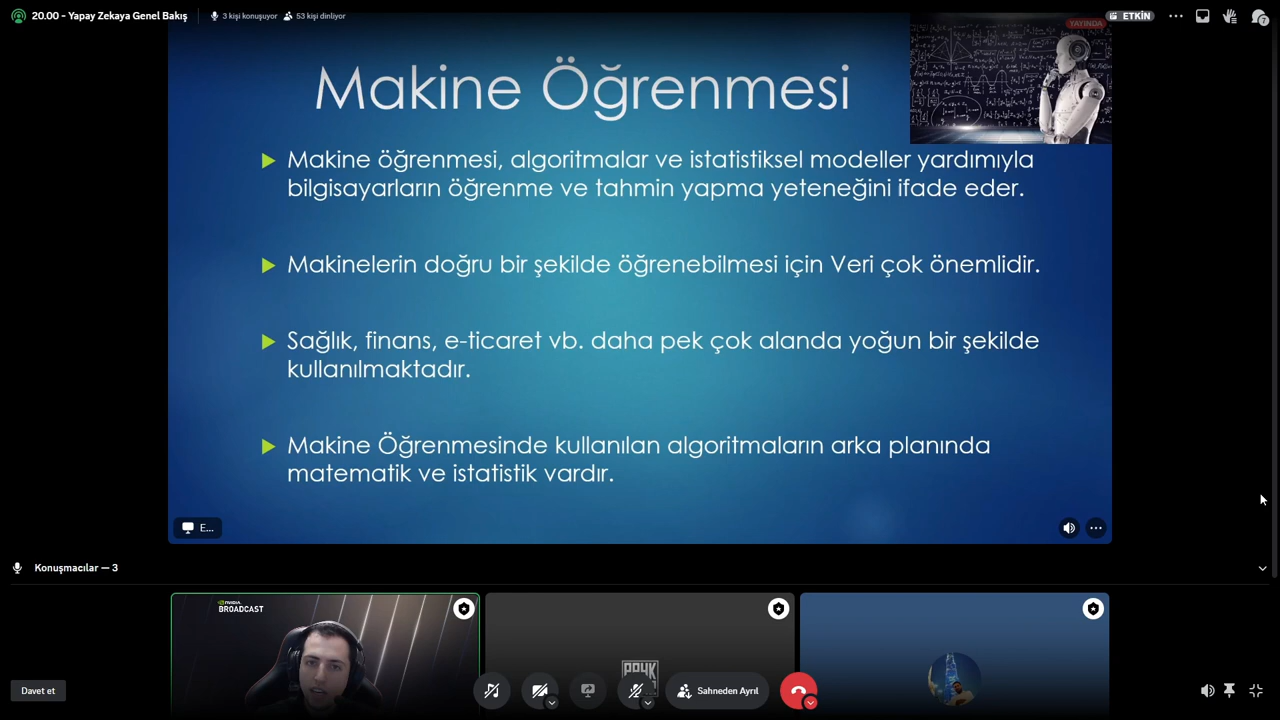 20.00 - Yapay Zekaya Genel Bakış
3 kişi konuşuyor
53 kişi dinliyor
ETKİN
7
YAYINDA
Makine Öğrenmesi
Makine öğrenmesi, algoritmalar ve istatistiksel modeller yardımıyla
bilgisayarların öğrenme ve tahmin yapma yeteneğini ifade eder.
Makinelerin doğru bir şekilde öğrenebilmesi için Veri çok önemlidir.
Sağlık, finans, e-ticaret vb. daha pek çok alanda yoğun bir şekilde
kullanılmaktadır.
Makine Öğrenmesinde kullanılan algoritmaların arka planında
matematik ve istatistik vardır.
E...
Konuşmacılar — 3
NVIDIA
BROADCAST
Davet et
Sahneden Ayrıl